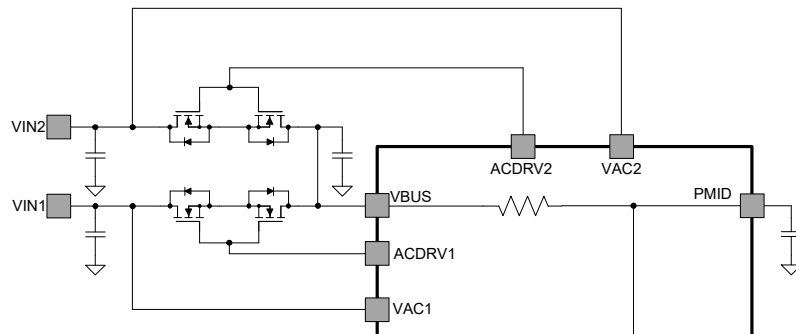 VIN2
ACDRV2
VAC2
VIN1
VBUS
PMID
ACDRV1
VAC1